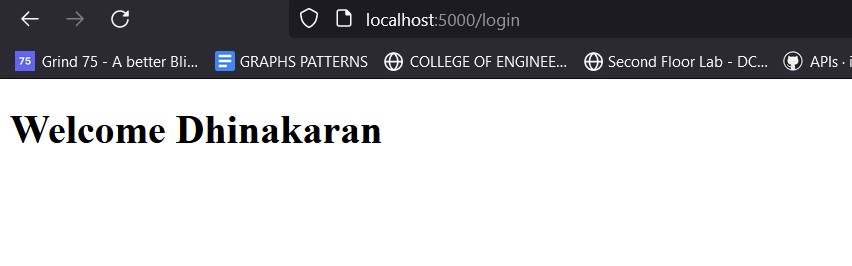 localhost:5000/login
75 Grind 75 - A better Bli... GRAPHS PATTERNS COLLEGE OF ENGINEE... Second Floor Lab - DC... APIs · i
Welcome Dhinakaran